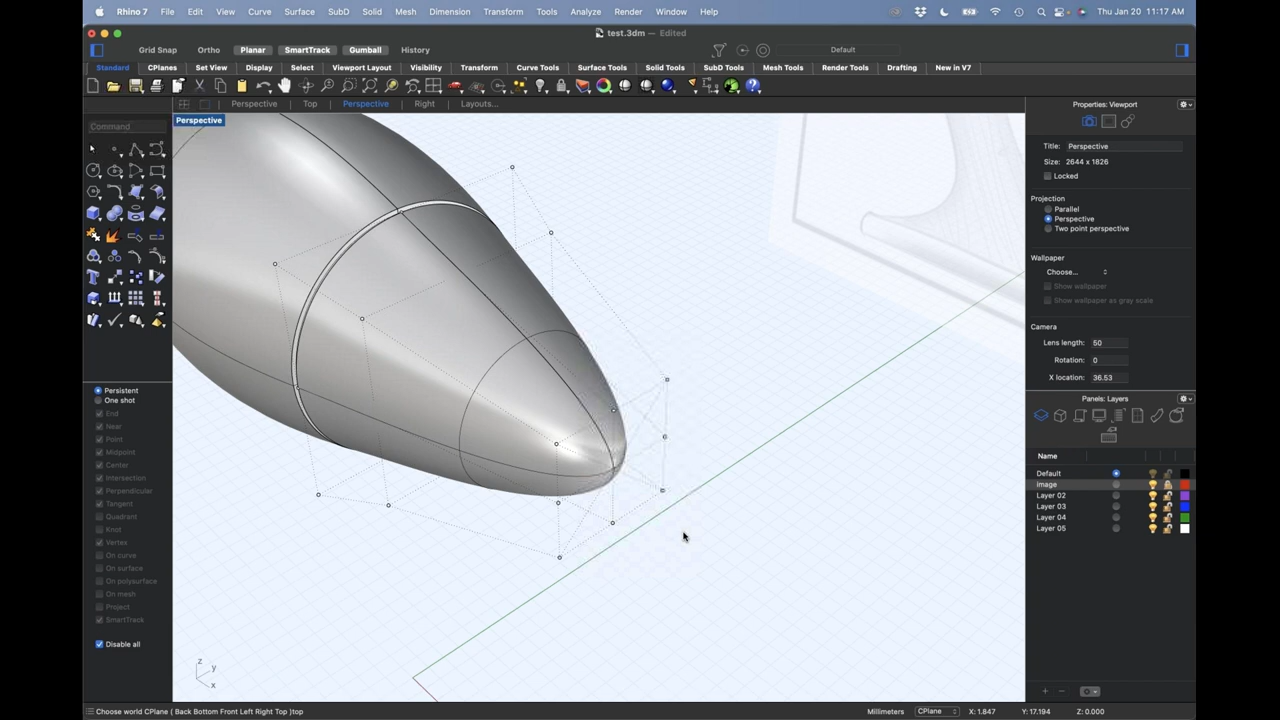 Rhino 7 File Edit View Curve Surface SubD Solid Mesh Dimension Transform Tools Analyze Render Window Help Thu Jan 20 11:17 AM
test.3dm — Edited
Grid Snap Ortho Planar SmartTrack Gumball History Default
Standard CPlanes Set View Display Select Viewport Layout Visibility Transform Curve Tools Surface Tools Solid Tools SubD Tools Mesh Tools Render Tools Drafting New in V7
Perspective Top Perspective Right Layouts...
Perspective
Command
Persistent
One shot
End
Near
Point
Midpoint
Center
Intersection
Perpendicular
Tangent
Quadrant
Knot
Vertex
On curve
On surface
On polysurface
On mesh
Project
SmartTrack
Disable all
z
y
x
Properties: Viewport
Title: Perspective
Size: 2644 x 1826
Locked
Projection
Parallel
Perspective
Two point perspective
Wallpaper
Choose...
Show wallpaper
Show wallpaper as gray scale
Camera
Lens length: 50
Rotation: 0
X location: 36.53
Panels: Layers
Name
Default
image
Layer 02
Layer 03
Layer 04
Layer 05
Choose world CPlane ( Back Bottom Front Left Right Top )top Millimeters CPlane X: 1.847 Y: 17.194 Z: 0.000